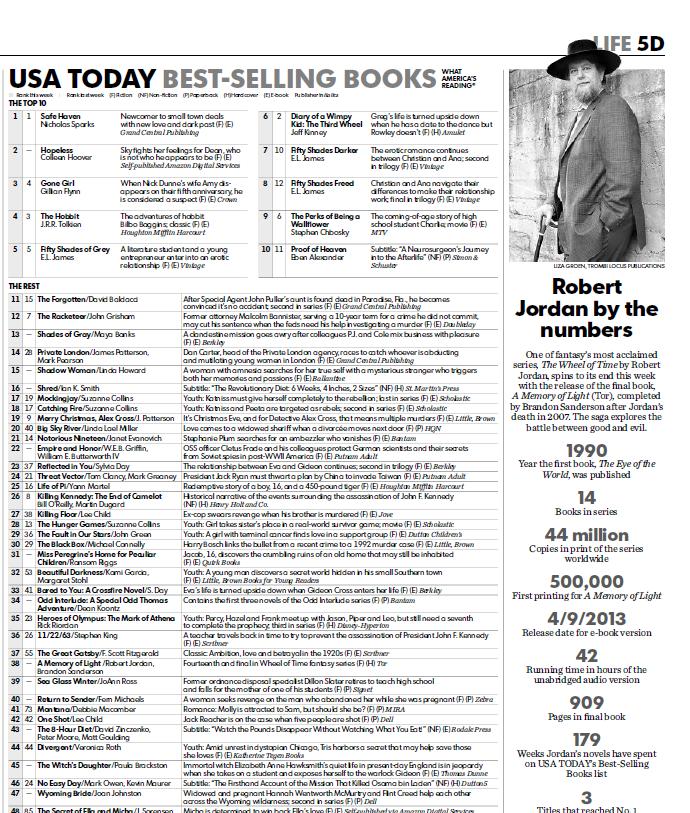 LIFE 5D
USA TODAY BEST-SELLING BOOKS
WHAT
AMERICA'S
READING*
Rank this week Rank last week (F) Fiction (NF) Non-fiction (P) Paperback (H) Hardcover (E) E-book Publisher in italics
THE TOP 10
1 1 Safe Haven Newcomer to small town deals
Nicholas Sparks with new love and dark past (F) (E)
Grand Central Publishing
2 — Hopeless Sky fights her feelings for Dean, who
Colleen Hoover is not who he appears to be (F) (E)
Self-published Amazon Digital Services
3 4 Gone Girl When Nick Dunne's wife Amy dis-
Gillian Flynn appears on their fifth anniversary, he
is considered a suspect (F) (E) Crown
4 3 The Hobbit The adventures of hobbit
J.R.R. Tolkien Bilbo Baggins; classic (F) (E)
Houghton Mifflin Harcourt
5 5 Fifty Shades of Grey A literature student and a young
E.L. James entrepreneur enter into an erotic
relationship (F) (E) Vintage
6 2 Diary of a Wimpy Greg's life is turned upside down
Kid: The Third Wheel when he has a date to the dance but
Jeff Kinney Rowley doesn't (F) (H) Amulet
7 10 Fifty Shades Darker The erotic romance continues
E.L. James between Christian and Ana; second
in trilogy (F) (E) Vintage
8 12 Fifty Shades Freed Christian and Ana navigate their
E.L. James differences to make their relationship
work; final in trilogy (F) (E) Vintage
9 6 The Perks of Being a The coming-of-age story of high
Wallflower school student Charlie; movie (F) (E)
Stephen Chbosky MTV
10 11 Proof of Heaven Subtitle: "A Neurosurgeon's Journey
Eben Alexander into the Afterlife" (NF) (P) Simon &
Schuster
THE REST
11 15 The Forgotten/David Baldacci After Special Agent John Puller's aunt is found dead in Paradise, Fla., he becomes
convinced it's no accident; second in series (F) (E) Grand Central Publishing
12 7 The Racketeer/John Grisham Former attorney Malcolm Bannister, serving a 10-year term for a crime he did not commit,
may cut his sentence when the feds need his help investigating a murder (F) (E) Doubleday
13 — Shades of Gray/Maya Banks A clandestine mission goes awry after colleagues P.J. and Cole mix business with pleasure
(F) (E) Berkley
14 28 Private London/James Patterson, Dan Carter, head of the Private London agency, races to catch whoever is abducting
Mark Pearson and mutilating young women in London (F) (E) Grand Central Publishing
15 — Shadow Woman/Linda Howard A woman with amnesia searches for her true self with a mysterious stranger who triggers
both her memories and passions (F) (E) Ballantine
16 — Shred/Ian K. Smith Subtitle: "The Revolutionary Diet: 6 Weeks, 4 Inches, 2 Sizes" (NF) (H) St. Martin's Press
17 19 Mockingjay/Suzanne Collins Youth: Katniss must give herself completely to the rebellion; last in series (F) (E) Scholastic
18 17 Catching Fire/Suzanne Collins Youth: Katniss and Peeta are targeted as rebels; second in series (F) (E) Scholastic
19 9 Merry Christmas, Alex Cross/J. Patterson It's Christmas Eve, and for Detective Alex Cross, that means multiple murders (F) (E) Little, Brown
20 40 Big Sky River/Linda Lael Miller Love comes to a widowed sheriff when a divorcée moves next door (F) (P) HQN
21 14 Notorious Nineteen/Janet Evanovich Stephanie Plum searches for an embezzler who vanishes (F) (E) Bantam
22 — Empire and Honor/W.E.B. Griffin, OSS officer Cletus Frade and his colleagues protect German scientists and their secrets
William E. Butterworth IV from Soviet spies in post-WWII America (F) (E) Putnam Adult
23 37 Reflected in You/Sylvia Day The relationship between Eva and Gideon continues; second in trilogy (F) (E) Berkley
24 21 Threat Vector/Tom Clancy, Mark Greaney President Jack Ryan must thwart a plan by China to invade Taiwan (F) (E) Putnam Adult
25 16 Life of Pi/Yann Martel Redemptive story of a boy, 16, and a 450-pound tiger (F) (E) Houghton Mifflin Harcourt
26 8 Killing Kennedy: The End of Camelot Historical narrative of the events surrounding the assassination of John F. Kennedy
Bill O'Reilly, Martin Dugard (NF) (H) Henry Holt and Co.
27 38 Killing Floor/Lee Child Ex-cop swears revenge when his brother is murdered (F) (E) Jove
28 13 The Hunger Games/Suzanne Collins Youth: Girl takes sister's place in a real-world survivor game; movie (F) (E) Scholastic
29 36 The Fault in Our Stars/John Green Youth: A girl with terminal cancer finds love in a support group (F) (E) Dutton Children's
30 29 The Black Box/Michael Connelly Harry Bosch links the bullet from a recent crime to a 1992 murder case (F) (E) Little, Brown
31 — Miss Peregrine's Home for Peculiar Jacob, 16, discovers the crumbling ruins of an old home that may still be inhabited
Children/Ransom Riggs (F) (E) Quirk Books
32 53 Beautiful Darkness/Kami Garcia, Youth: A young man discovers a secret world hidden in his small Southern town
Margaret Stohl (F) (E) Little, Brown Books for Young Readers
33 41 Bared to You: A Crossfire Novel/S. Day Eva's life is turned upside down when Gideon Cross enters her life (F) (E) Berkley
34 — Odd Interlude: A Special Odd Thomas Contains the first three novels of the Odd Interlude series (F) (P) Bantam
Adventure/Dean Koontz
35 23 Heroes of Olympus: The Mark of Athena Youth: Percy, Hazel and Frank meet up with Jason, Piper and Leo, but still need a seventh
Rick Riordan to complete the prophecy; third in series (F) (H) Disney-Hyperion
36 26 11/22/63/Stephen King A teacher travels back in time to try to prevent the assassination of President John F. Kennedy
(F) (E) Scribner
37 55 The Great Gatsby/F. Scott Fitzgerald Classic: Ambition, love and betrayal in the 1920s (F) (E) Scribner
38 — A Memory of Light/Robert Jordan, Fourteenth and final in Wheel of Time fantasy series (F) (H) Tor
Brandon Sanderson
39 — Sea Glass Winter/JoAnn Ross Former ordnance disposal specialist Dillon Slater retires to teach high school
and falls for the mother of one of his students (F) (P) Signet
40 — Return to Sender/Fern Michaels A woman seeks revenge on the man who abandoned her while she was pregnant (F) (P) Zebra
41 73 Montana/Debbie Macomber Romance: Molly is attracted to Sam, but should she be? (F) (P) MIRA
42 42 One Shot/Lee Child Jack Reacher is on the case when five people are shot (F) (P) Dell
43 — The 8-Hour Diet/David Zinczenko, Subtitle: "Watch the Pounds Disappear Without Watching What You Eat!" (NF) (E) Rodale Press
Peter Moore, Matt Goulding
44 44 Divergent/Veronica Roth Youth: Amid unrest in dystopian Chicago, Tris harbors a secret that may help save those
she loves (F) (E) Katherine Tegen Books
45 — The Witch's Daughter/Paula Brackston Immortal witch Elizabeth Anne Hawksmith's quiet life in present-day England is in jeopardy
when she takes on a student and exposes herself to the warlock Gideon (F) (E) Thomas Dunne
46 24 No Easy Day/Mark Owen, Kevin Maurer Subtitle: "The Firsthand Account of the Mission That Killed Osama bin Laden" (NF) (H) Dutton
47 — Wyoming Bride/Joan Johnston Widowed and pregnant Hannah Wentworth McMurtry and Flint Creed help each other
across the Wyoming wilderness; second in series (F) (P) Dell
48 85 The Secret of Ella and Micha/J. Sorensen Micha is determined to win back Ella's love (F) (E) Self-published via Amazon Digital Services
LIZA GROEN, TROMBI LOCUS PUBLICATIONS
Robert
Jordan by the
numbers
One of fantasy's most acclaimed
series, The Wheel of Time by Robert
Jordan, spins to its end this week
with the release of the final book,
A Memory of Light (Tor), completed
by Brandon Sanderson after Jordan's
death in 2007. The saga explores the
battle between good and evil.
1990
Year the first book, The Eye of the
World, was published
14
Books in series
44 million
Copies in print of the series
worldwide
500,000
First printing for A Memory of Light
4/9/2013
Release date for e-book version
42
Running time in hours of the
unabridged audio version
909
Pages in final book
179
Weeks Jordan's novels have spent
on USA TODAY's Best-Selling
Books list
3
Titles that reached No. 1